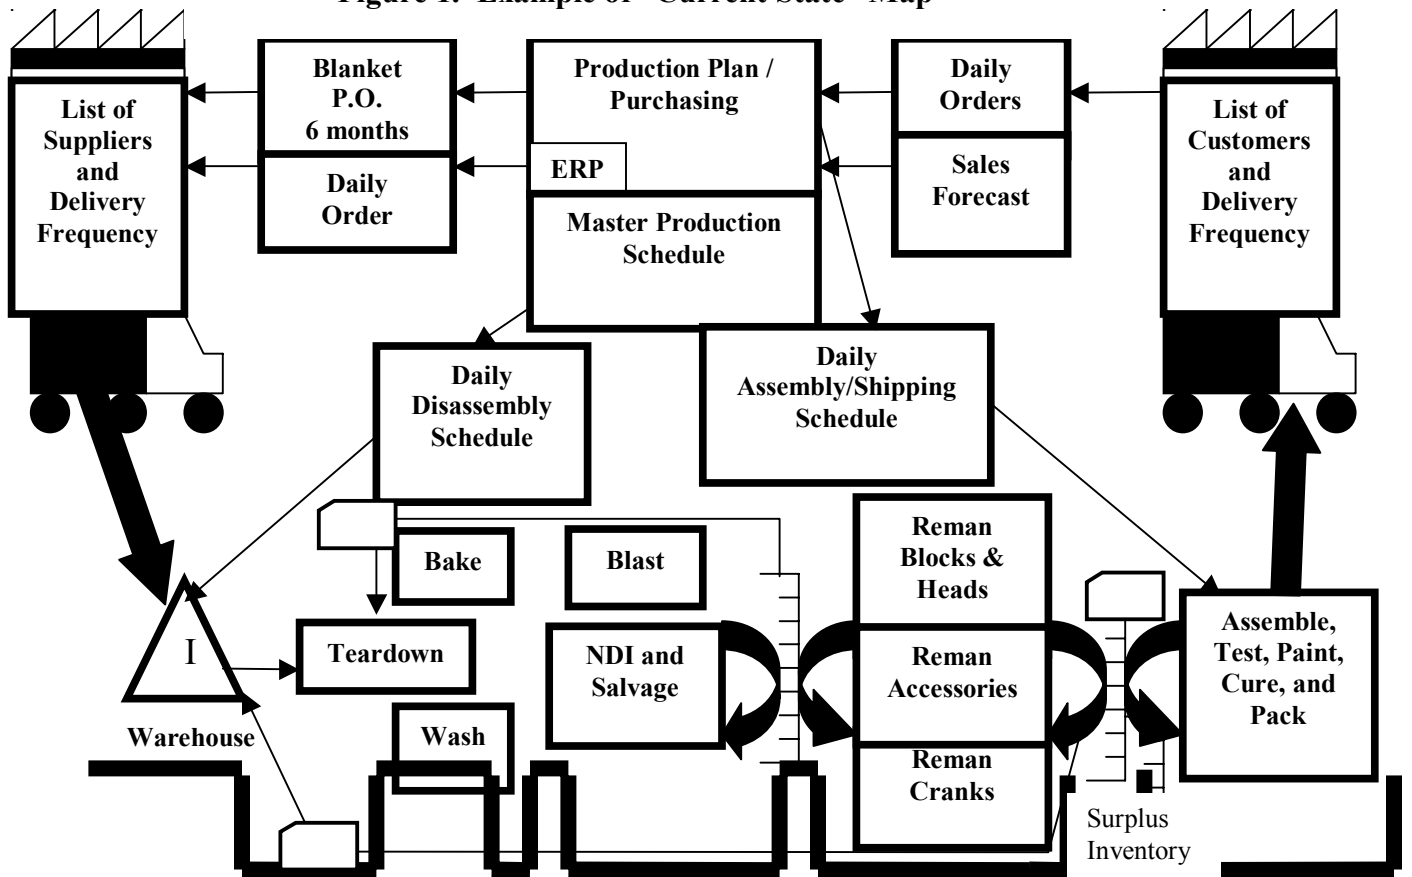 Figure 1. Example of "Current State" Map
List of
Suppliers
and
Delivery
Frequency
Blanket
P.O.
6 months
Daily
Order
Production Plan /
Purchasing
ERP
Master Production
Schedule
Daily
Orders
Sales
Forecast
List of
Customers
and
Delivery
Frequency
Daily
Disassembly
Schedule
Daily
Assembly/Shipping
Schedule
Bake
Blast
Reman
Blocks &
Heads
I
Teardown
NDI and
Salvage
Reman
Accessories
Assemble,
Test, Paint,
Cure, and
Pack
Warehouse
Wash
Reman
Cranks
Surplus
Inventory